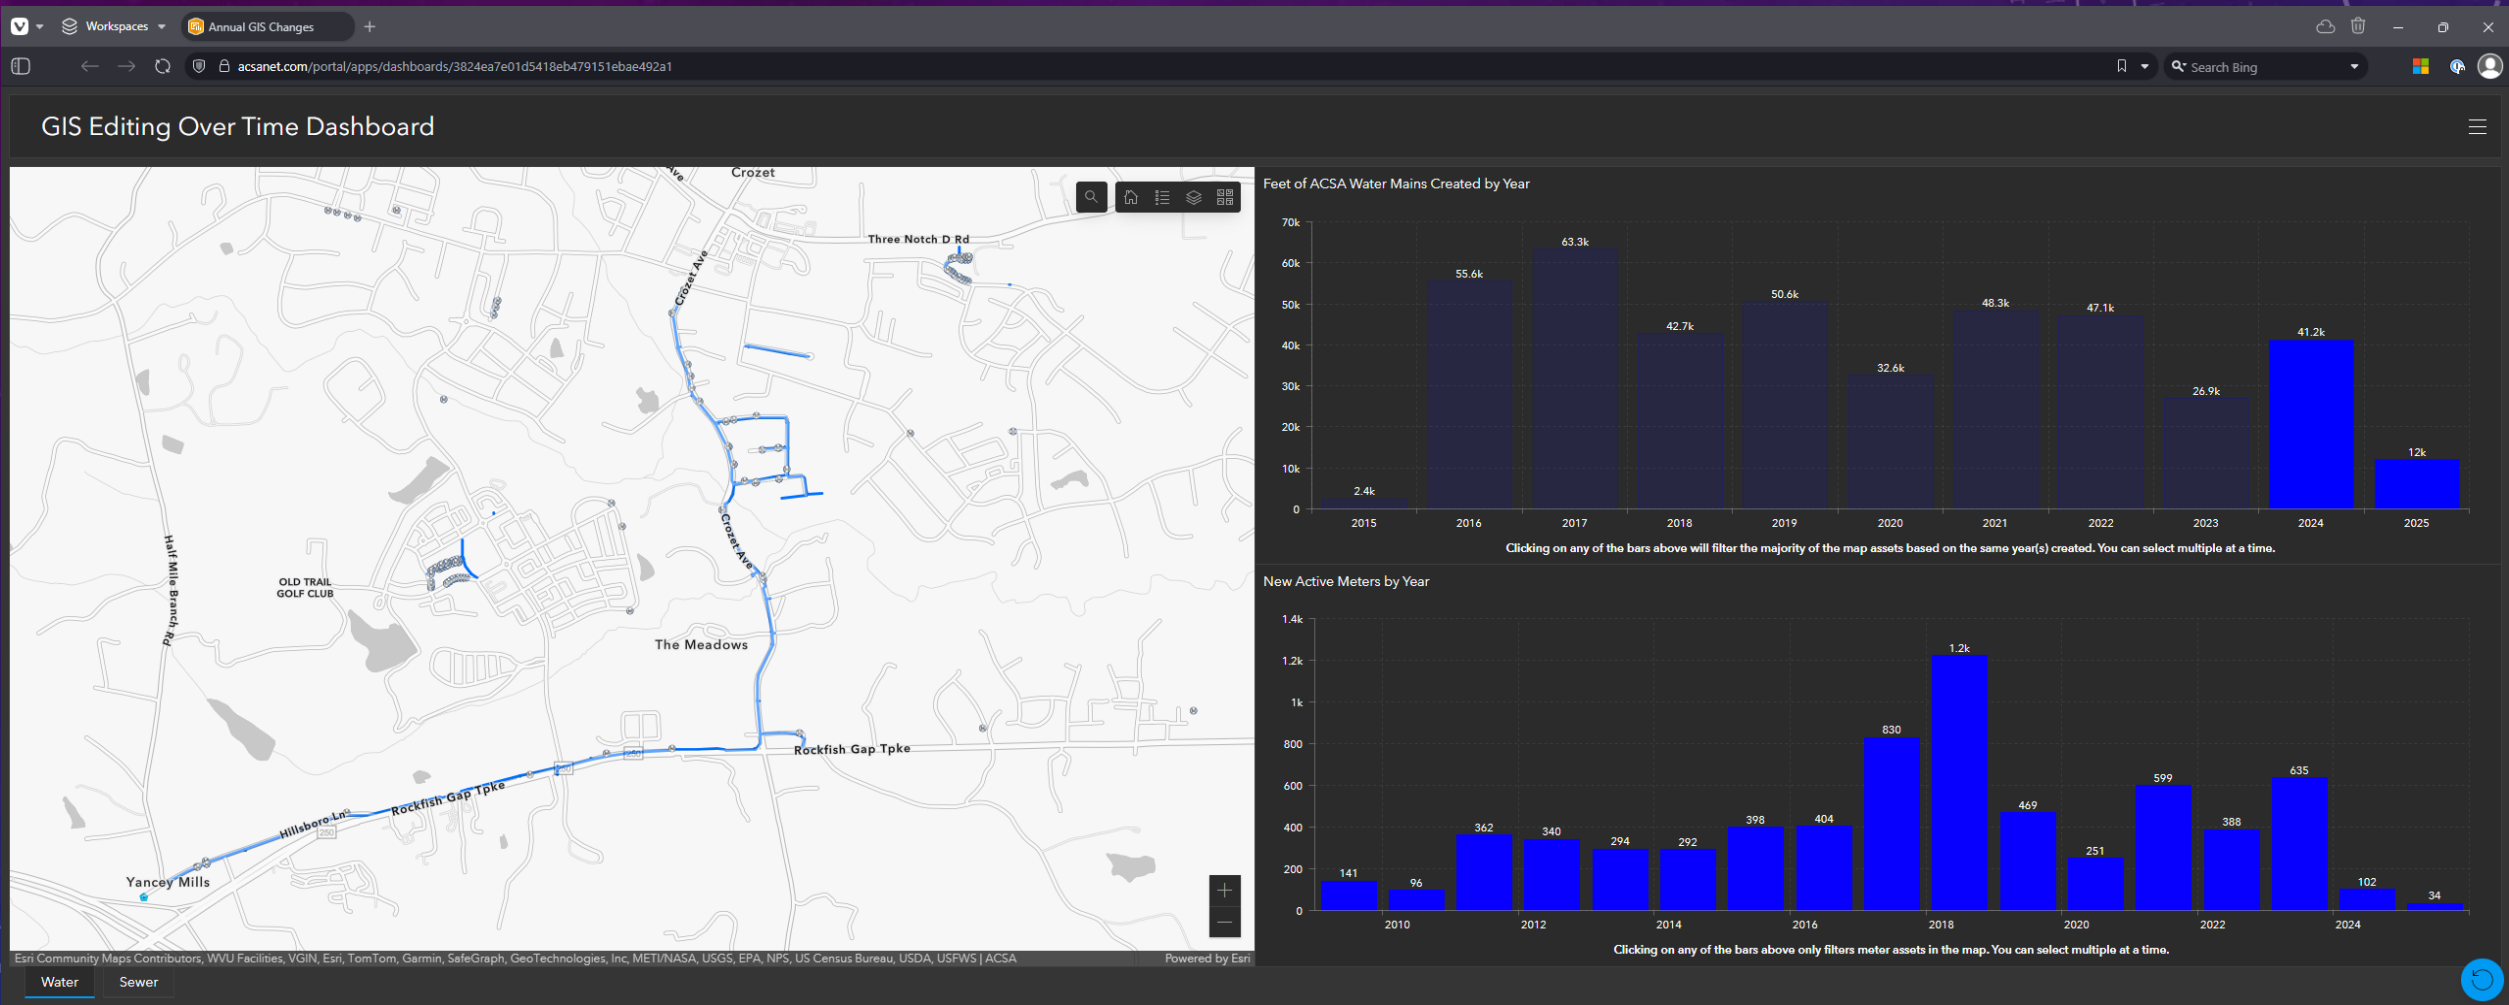 Workspaces
Annual GIS Changes
acsanet.com/portal/apps/dashboards/3824ea7e01d5418eb479151ebae492a1
Search Bing
GIS Editing Over Time Dashboard
Crozet
Ave
Three Notch D Rd
Crozet Ave
Crozet Ave
Half Mile Branch Rd
OLD TRAIL
GOLF CLUB
The Meadows
Rockfish Gap Tpke
250
Rockfish Gap Tpke
Hillsboro Ln
250
Yancey Mills
Esri Community Maps Contributors, WVU Facilities, VGIN, Esri, TomTom, Garmin, SafeGraph, GeoTechnologies, Inc, METI/NASA, USGS, EPA, NPS, US Census Bureau, USDA, USFWS | ACSA
Powered by Esri
Water
Sewer
Feet of ACSA Water Mains Created by Year
70k
60k
50k
40k
30k
20k
10k
0
2.4k
55.6k
63.3k
42.7k
50.6k
32.6k
48.3k
47.1k
26.9k
41.2k
12k
2015
2016
2017
2018
2019
2020
2021
2022
2023
2024
2025
Clicking on any of the bars above will filter the majority of the map assets based on the same year(s) created. You can select multiple at a time.
New Active Meters by Year
1.4k
1.2k
1k
800
600
400
200
0
141
96
362
340
294
292
398
404
830
1.2k
469
251
599
388
635
102
34
2010
2012
2014
2016
2018
2020
2022
2024
Clicking on any of the bars above only filters meter assets in the map. You can select multiple at a time.